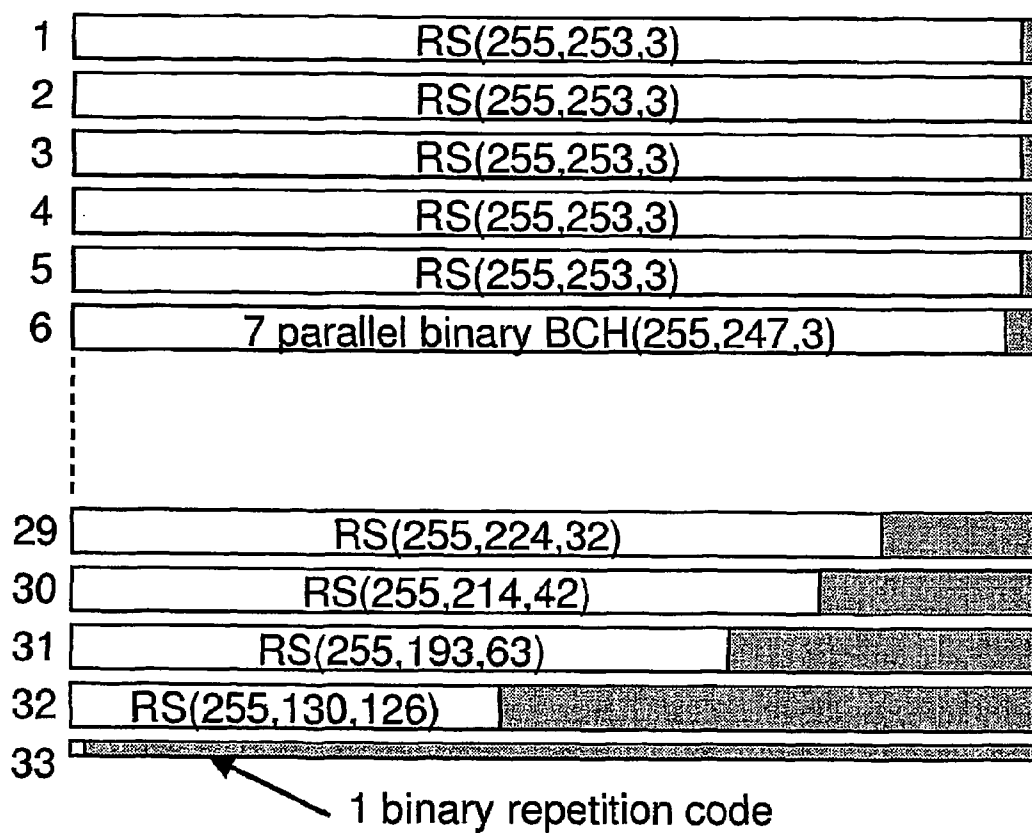 1 RS(255,253,3)
2 RS(255,253,3)
3 RS(255,253,3)
4 RS(255,253,3)
5 RS(255,253,3)
6 7 parallel binary BCH(255,247,3)
29 RS(255,224,32)
30 RS(255,214,42)
31 RS(255,193,63)
32 RS(255,130,126)
33
1 binary repetition code